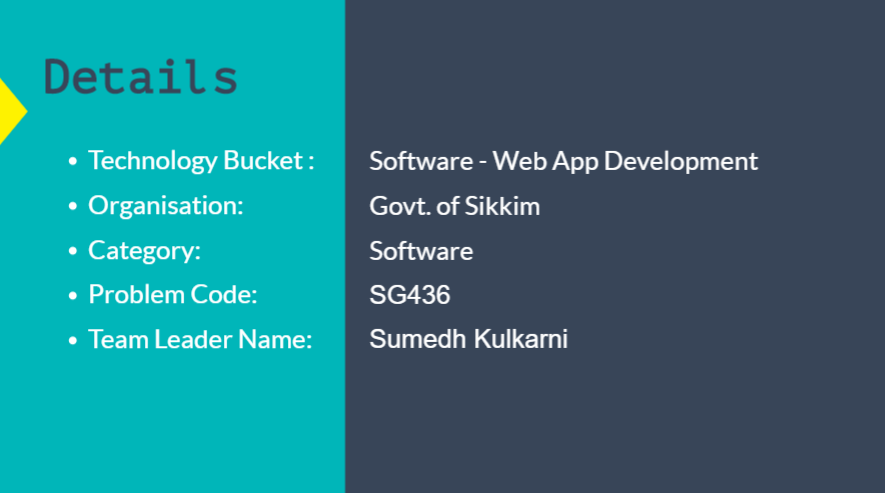 Details
• Technology Bucket : Software - Web App Development
• Organisation: Govt. of Sikkim
• Category: Software
• Problem Code: SG436
• Team Leader Name: Sumedh Kulkarni